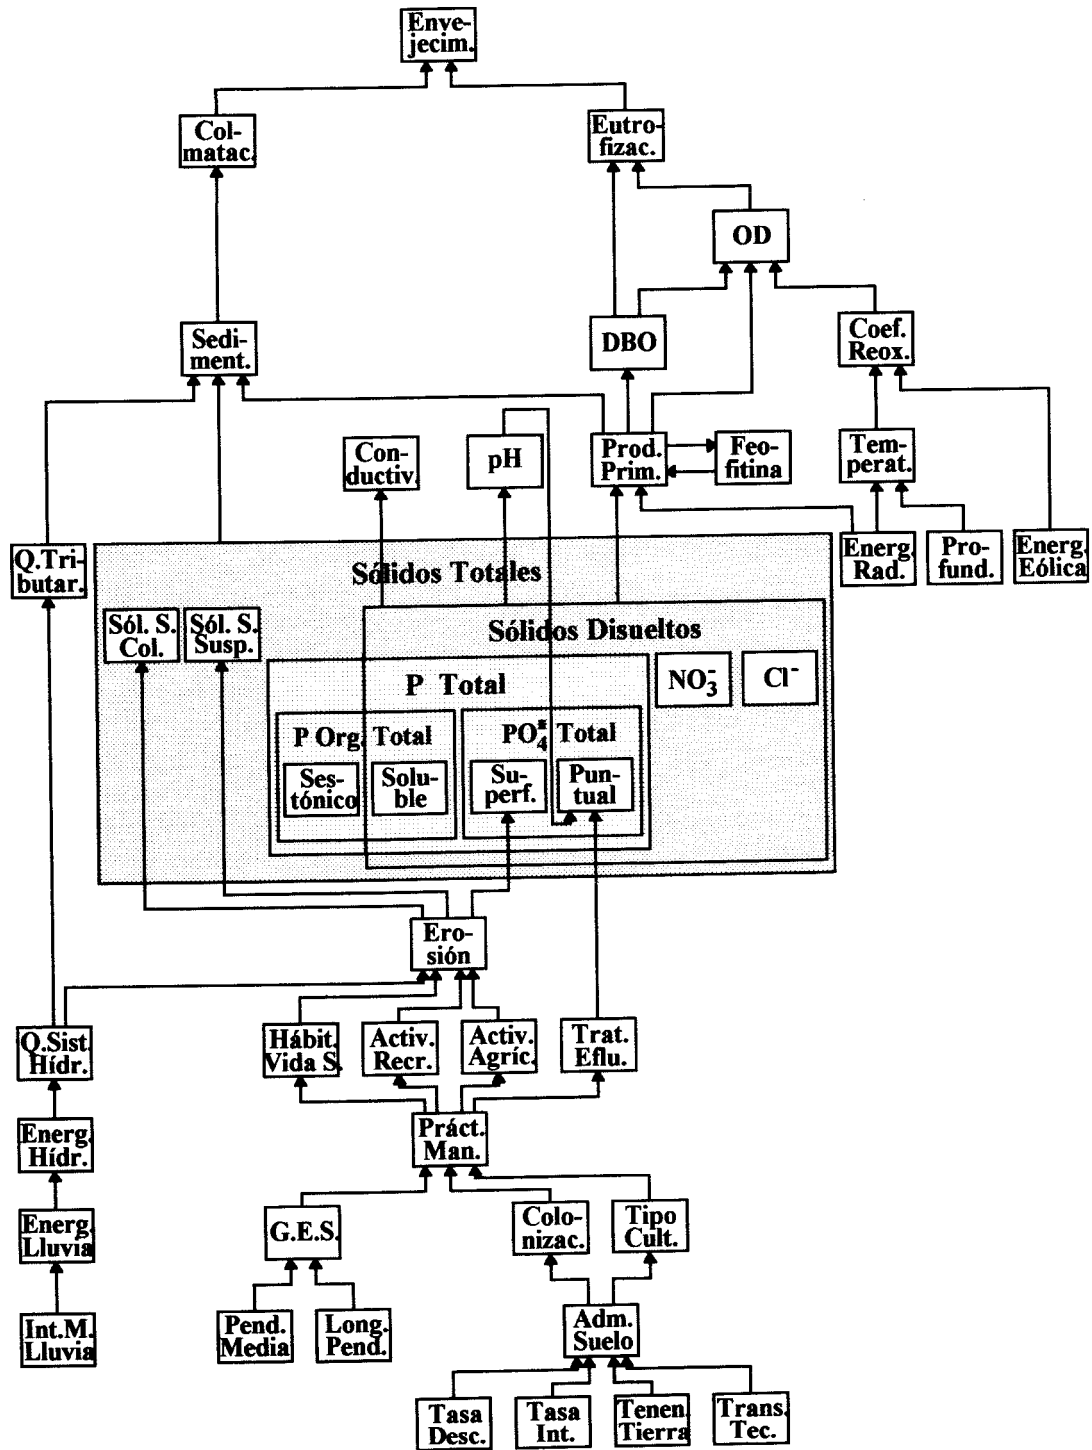 Enve-
jecim.
Col-
matac.
Eutro-
fizac.
OD
Sedi-
ment.
DBO
Coef.
Reox.
Con-
ductiv.
pH
Prod.
Prim.
Feo-
fitina
Tem-
perat.
Q.Tri-
butar.
Energ.
Rad.
Pro-
fund.
Energ.
Eólica
Sólidos Totales
Sól. S.
Col.
Sól. S.
Susp.
Sólidos Disueltos
P Total
NO₃⁻
Cl⁻
P Org. Total
PO₄⁼ Total
Ses-
tónico
Solu-
ble
Su-
perf.
Pun-
tual
Ero-
sión
Q.Sist.
Hídr.
Hábit.
Vida S.
Activ.
Recr.
Activ.
Agríc.
Trat.
Eflu.
Energ.
Hídr.
Práct.
Man.
Energ.
Lluvia
G.E.S.
Colo-
nizac.
Tipo
Cult.
Int.M.
Lluvia
Pend.
Media
Long.
Pend.
Adm.
Suelo
Tasa
Desc.
Tasa
Int.
Tenen.
Tierra
Trans.
Tec.